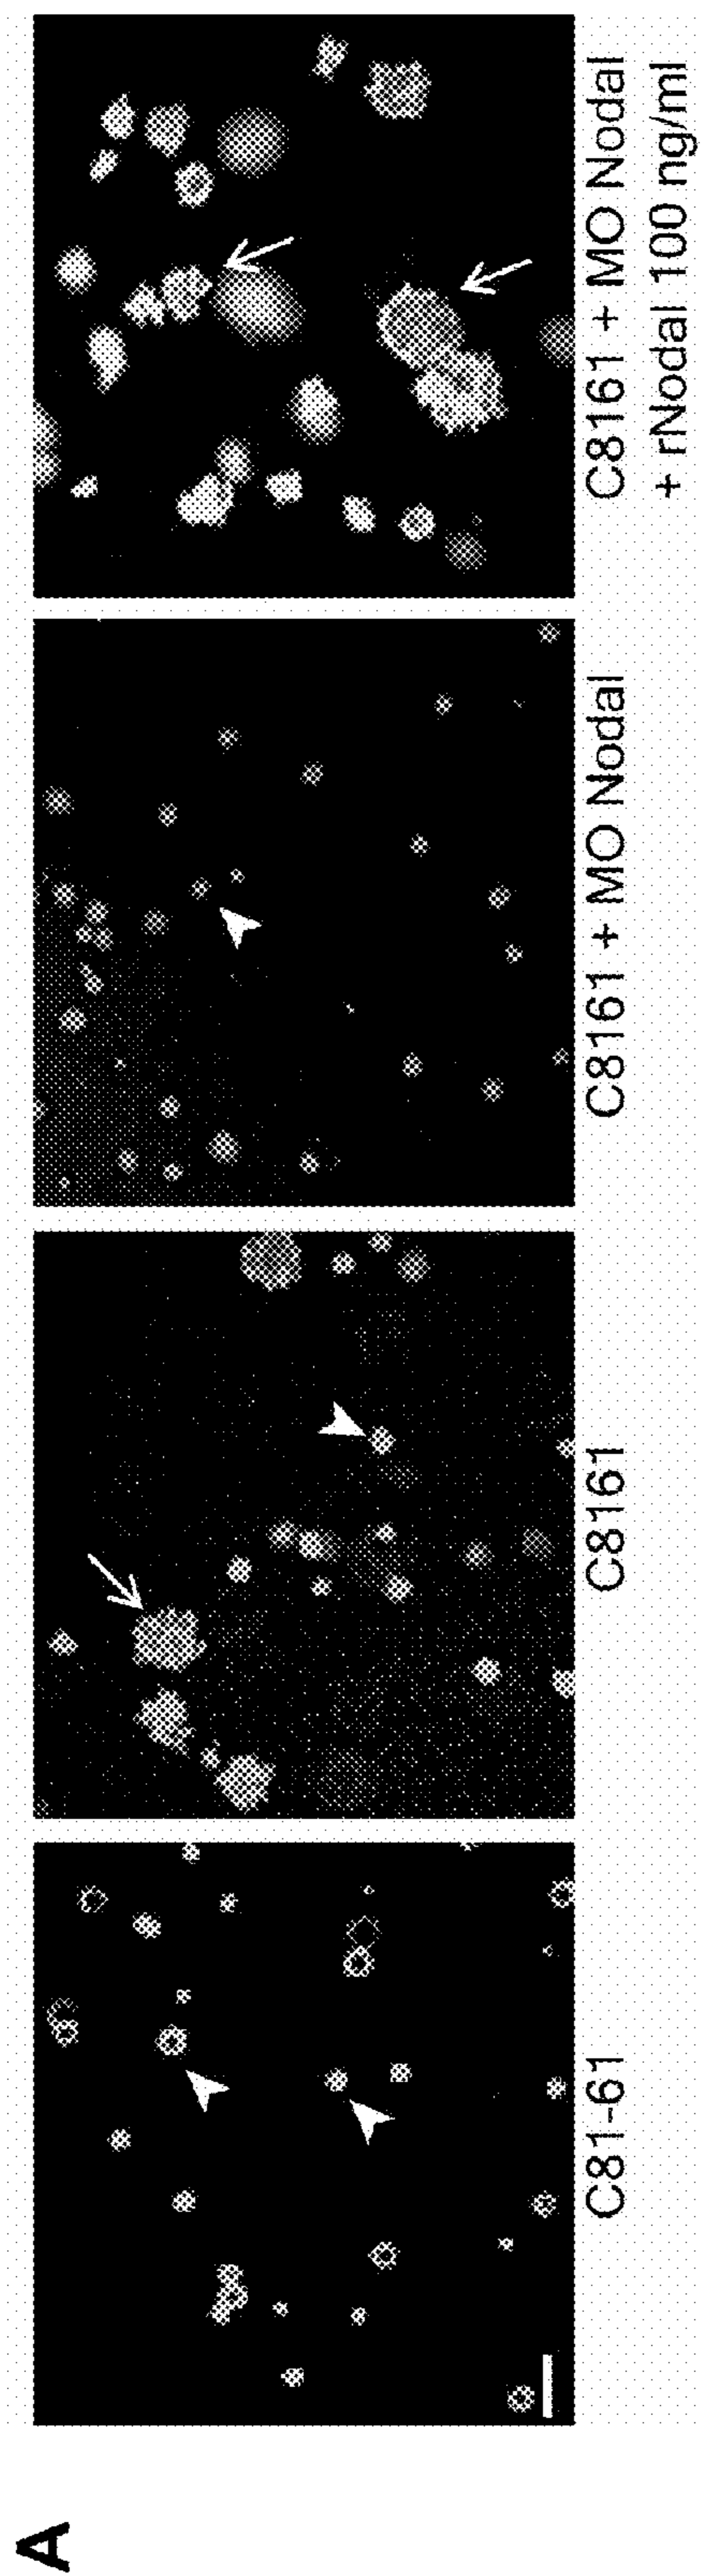 A
C81-61
C8161
C8161 + MO Nodal
C8161 + MO Nodal
+ rNodal 100 ng/ml